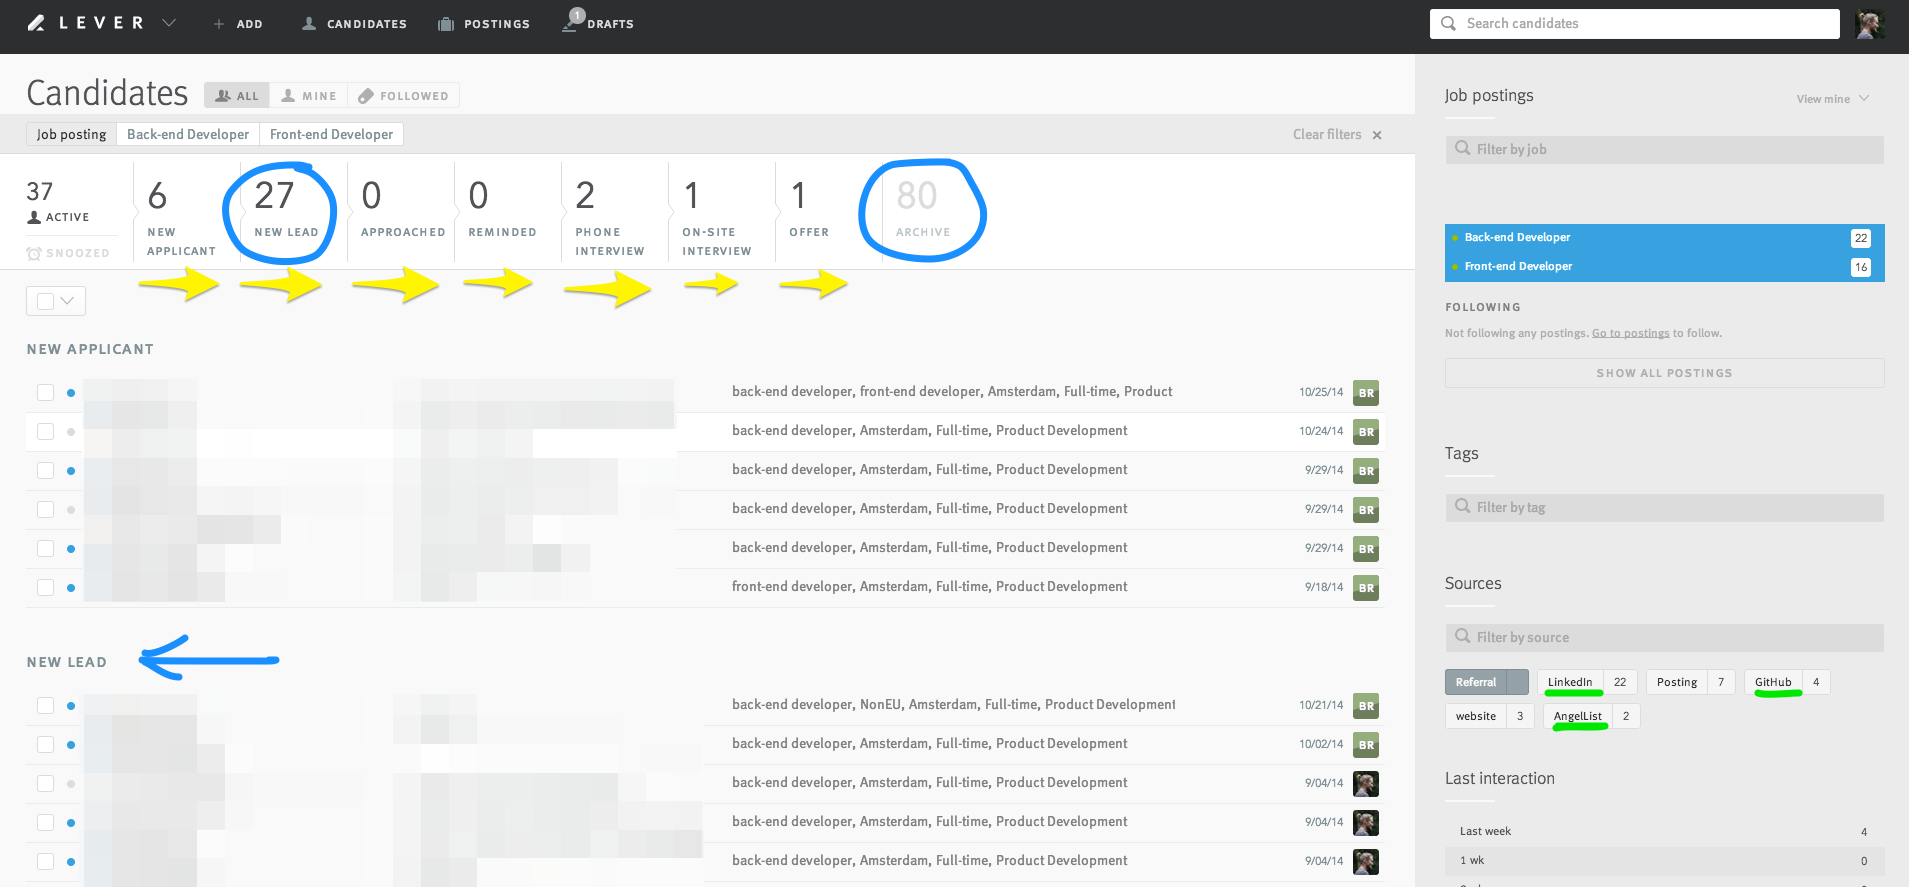 LEVER ADD CANDIDATES POSTINGS 1 DRAFTS Search candidates
Candidates ALL MINE FOLLOWED
Job posting Back-end Developer Front-end Developer Clear filters ×
37 ACTIVE
SNOOZED
6 NEW APPLICANT
27 NEW LEAD
0 APPROACHED
0 REMINDED
2 PHONE INTERVIEW
1 ON-SITE INTERVIEW
1 OFFER
80 ARCHIVE
NEW APPLICANT
back-end developer, front-end developer, Amsterdam, Full-time, Product 10/25/14 BR
back-end developer, Amsterdam, Full-time, Product Development 10/24/14 BR
back-end developer, Amsterdam, Full-time, Product Development 9/29/14 BR
back-end developer, Amsterdam, Full-time, Product Development 9/29/14 BR
back-end developer, Amsterdam, Full-time, Product Development 9/29/14 BR
front-end developer, Amsterdam, Full-time, Product Development 9/18/14 BR
NEW LEAD
back-end developer, NonEU, Amsterdam, Full-time, Product Development 10/21/14 BR
back-end developer, Amsterdam, Full-time, Product Development 10/02/14 BR
back-end developer, Amsterdam, Full-time, Product Development 9/04/14
back-end developer, Amsterdam, Full-time, Product Development 9/04/14
back-end developer, Amsterdam, Full-time, Product Development 9/04/14
Job postings View mine
Filter by job
Back-end Developer 22
Front-end Developer 16
FOLLOWING
Not following any postings. Go to postings to follow.
SHOW ALL POSTINGS
Tags
Filter by tag
Sources
Filter by source
Referral LinkedIn 22 Posting 7 GitHub 4
website 3 AngelList 2
Last interaction
Last week 4
1 wk 0